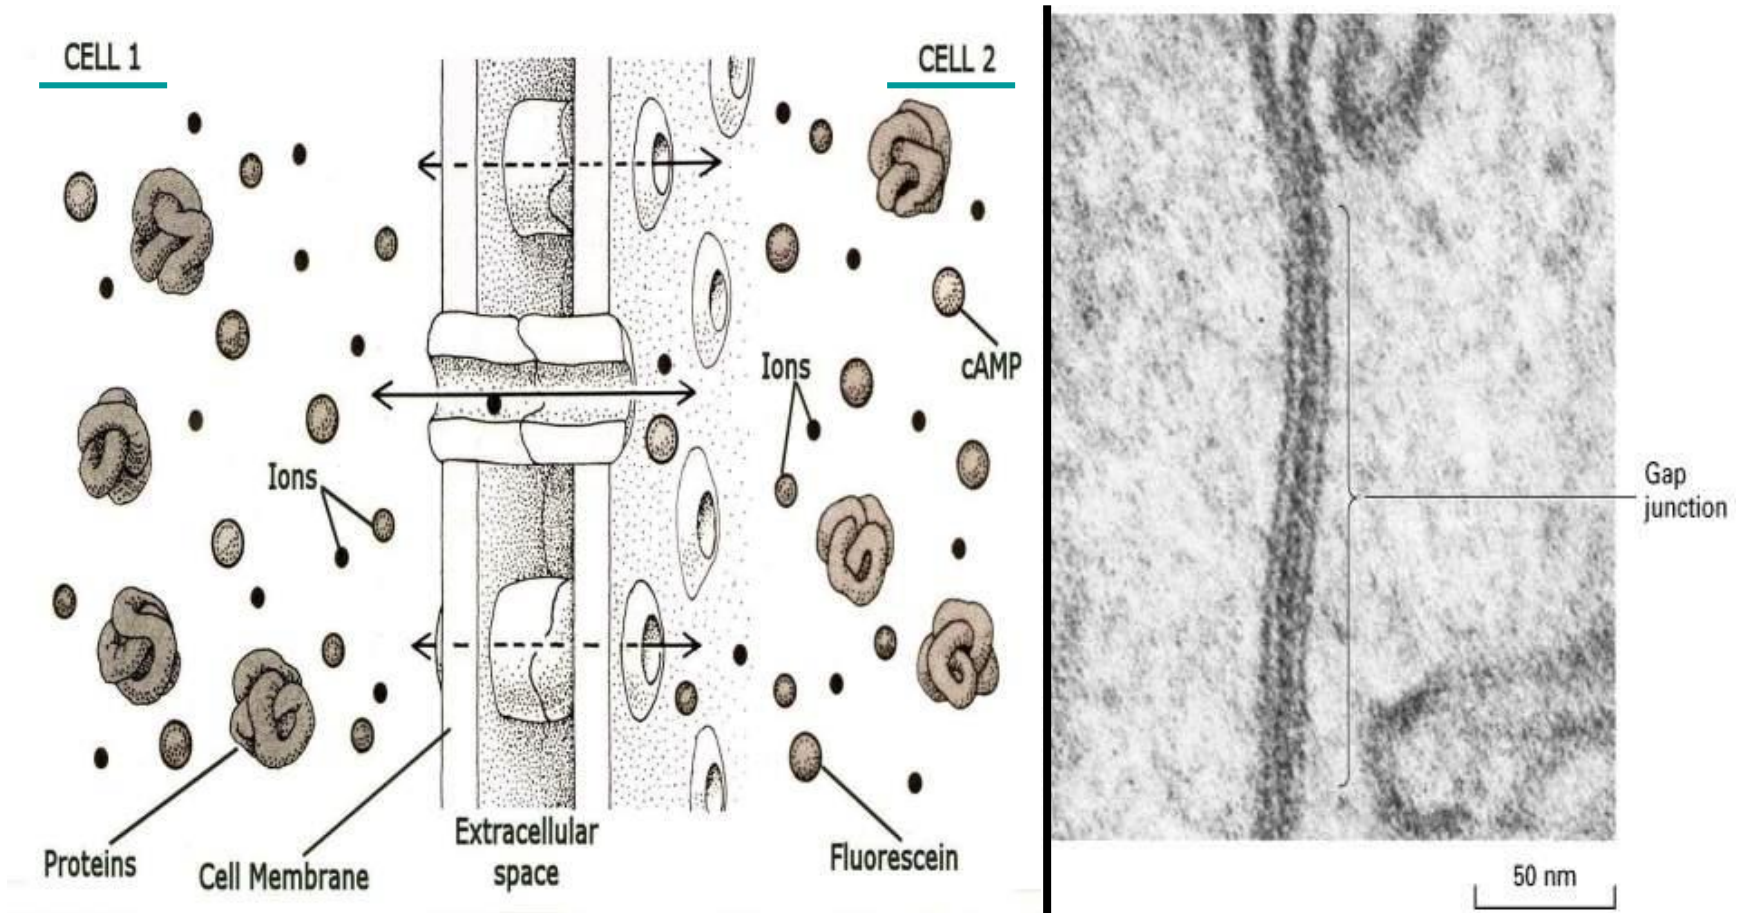 CELL 1
CELL 2
Ions
cAMP
Ions
Proteins
Cell Membrane
Extracellular
space
Fluorescein
Gap
junction
50 nm